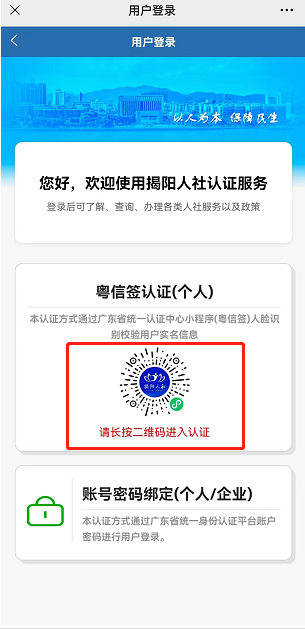 用户登录
用户登录
以人为本 保障民生
您好，欢迎使用揭阳人社认证服务
登录后可了解、查询、办理各类人社服务以及政策
粤信签认证(个人)
本认证方式通过广东省统一认证中心小程序(粤信签)人脸识
别校验用户实名信息
揭阳人社
请长按二维码进入认证
账号密码绑定(个人/企业)
本认证方式通过广东省统一身份认证平台账户
密码进行用户登录。